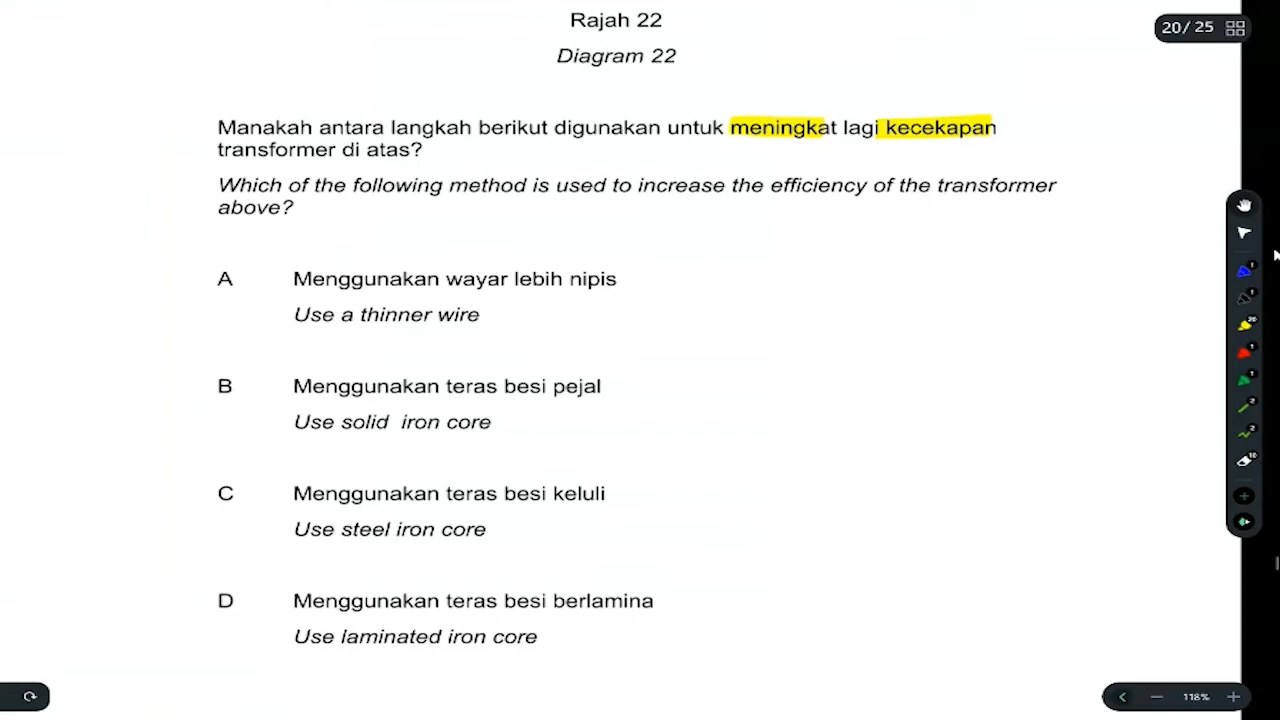 Rajah 22
20/ 25
Diagram 22
Manakah antara langkah berikut digunakan untuk meningkat lagi kecekapan
transformer di atas?
Which of the following method is used to increase the efficiency of the transformer
above?
A Menggunakan wayar lebih nipis
Use a thinner wire
B Menggunakan teras besi pejal
Use solid iron core
C Menggunakan teras besi keluli
Use steel iron core
D Menggunakan teras besi berlamina
Use laminated iron core
118%